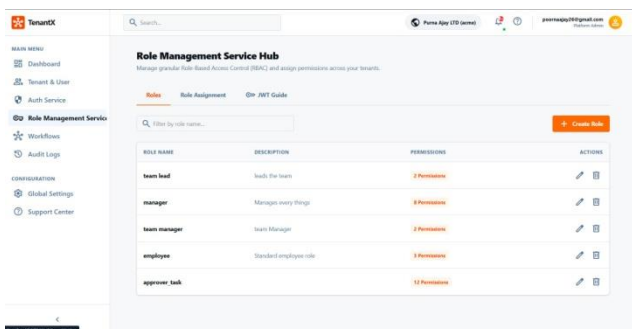 TenantX
Search...
Purna Ajay LTD (acme)
poornaajay20@gmail.com
Platform Admin
MAIN MENU
Dashboard
Tenant & User
Auth Service
Role Management Service
Workflows
Audit Logs
CONFIGURATION
Global Settings
Support Center
Role Management Service Hub
Manage granular Role-Based Access Control (RBAC) and assign permissions across your tenants.
Roles Role Assignment JWT Guide
Filter by role name...
+ Create Role
ROLE NAME DESCRIPTION PERMISSIONS ACTIONS
team lead leads the team 2 Permissions
manager Manages every things 8 Permissions
team manager team Manager 2 Permissions
employee Standard employee role 3 Permissions
approver_task 12 Permissions